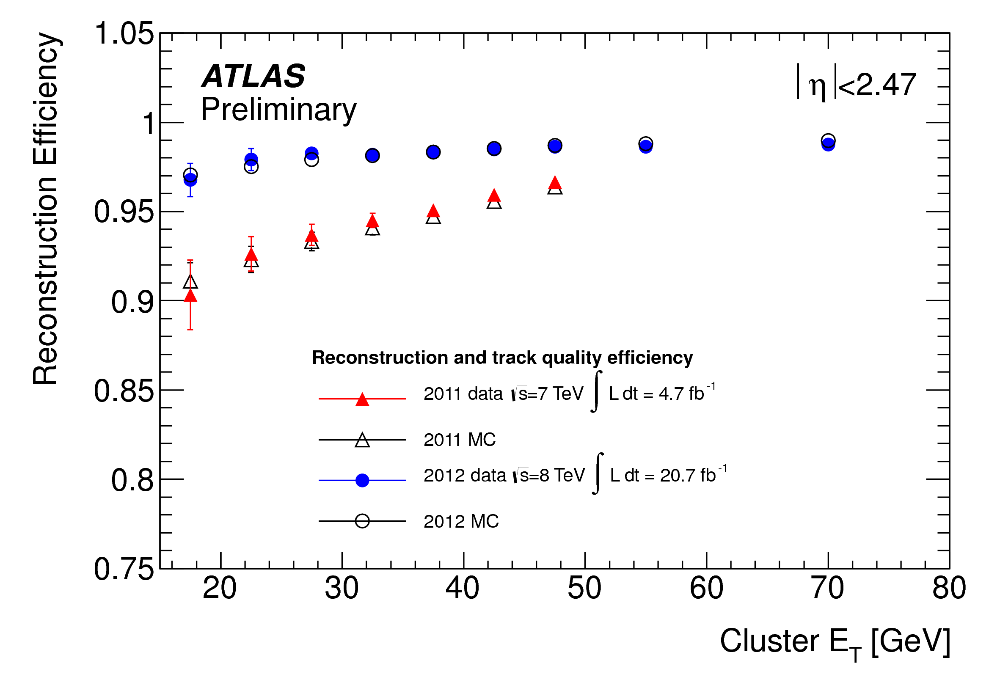 1.05
1
0.95
0.9
0.85
0.8
0.75
Reconstruction Efficiency
ATLAS
Preliminary
|η|<2.47
Reconstruction and track quality efficiency
2011 data √s=7 TeV ∫ L dt = 4.7 fb⁻¹
2011 MC
2012 data √s=8 TeV ∫ L dt = 20.7 fb⁻¹
2012 MC
20 30 40 50 60 70 80
Cluster E_T [GeV]